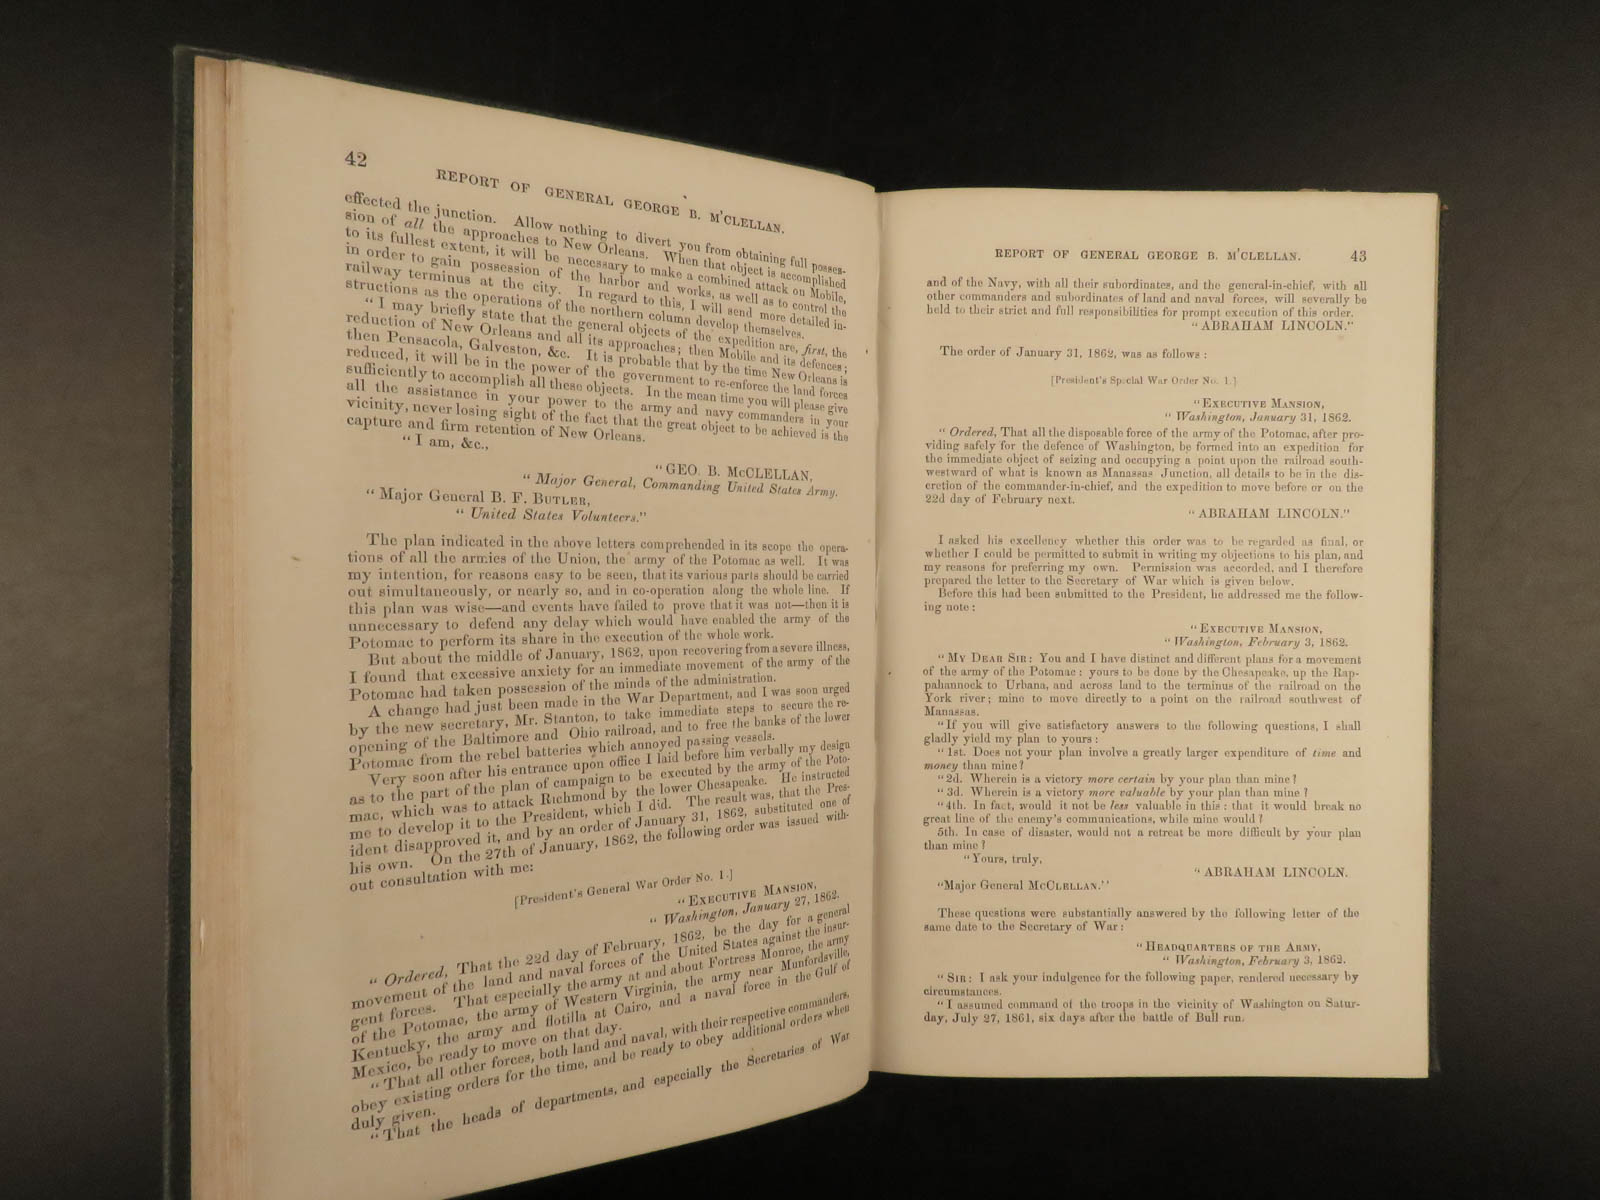 42
REPORT OF GENERAL GEORGE B. M'CLELLAN.
effected the junction. Allow nothing to divert you from obtaining full posses-
sion of all the approaches to New Orleans. When that object is accomplished
to its fullest extent, it will be necessary to make a combined attack on Mobile,
in order to gain possession of the harbor and works, as well as to control the
railway terminus at the city. In regard to this, I will send more detailed in-
structions as the operations of the northern column develop themselves.
"I may briefly state that the general objects of the expedition are, first, the
reduction of New Orleans and all its approaches; then Mobile and its defences;
then Pensacola, Galveston, &c. It is probable that by the time New Orleans is
reduced, it will be in the power of the government to re-enforce the land forces
sufficiently to accomplish all these objects. In the mean time you will please give
all the assistance in your power to the army and navy commanders in your
vicinity, never losing sight of the fact that the great object to be achieved is the
capture and firm retention of New Orleans.
"I am, &c.,
"GEO. B. McCLELLAN,
"Major General, Commanding United States Army.
"Major General B. F. BUTLER,
"United States Volunteers."
The plan indicated in the above letters comprehended in its scope the opera-
tions of all the armies of the Union, the army of the Potomac as well. It was
my intention, for reasons easy to be seen, that its various parts should be carried
out simultaneously, or nearly so, and in co-operation along the whole line. If
this plan was wise—and events have failed to prove that it was not—then it is
unnecessary to defend any delay which would have enabled the army of the
Potomac to perform its share in the execution of the whole work.
But about the middle of January, 1862, upon recovering from a severe illness,
I found that excessive anxiety for an immediate movement of the army of the
Potomac had taken possession of the minds of the administration.
A change had just been made in the War Department, and I was soon urged
by the new secretary, Mr. Stanton, to take immediate steps to secure the re-
opening of the Baltimore and Ohio railroad, and to free the banks of the lower
Potomac from the rebel batteries which annoyed passing vessels.
Very soon after his entrance upon office I laid before him verbally my design
as to the part of the plan of campaign to be executed by the army of the Poto-
mac, which was to attack Richmond by the lower Chesapeake. He instructed
me to develop it to the President, which I did. The result was, that the Pres-
ident disapproved it, and by an order of January 31, 1862, substituted one of
his own. On the 27th of January, 1862, the following order was issued with-
out consultation with me:
[President's General War Order No. 1.]
"EXECUTIVE MANSION,
"Washington, January 27, 1862.
"Ordered, That the 22d day of February, 1862, be the day for a general
movement of the land and naval forces of the United States against the insur-
gent forces. That especially the army at and about Fortress Monroe, the army
of the Potomac, the army of Western Virginia, the army near Munfordsville,
Kentucky, the army and flotilla at Cairo, and a naval force in the Gulf of
Mexico, be ready to move on that day.
"That all other forces, both land and naval, with their respective commanders,
obey existing orders for the time, and be ready to obey additional orders when
duly given.
"That the heads of departments, and especially the Secretaries of War
REPORT OF GENERAL GEORGE B. M'CLELLAN. 43
and of the Navy, with all their subordinates, and the general-in-chief, with all
other commanders and subordinates of land and naval forces, will severally be
held to their strict and full responsibilities for prompt execution of this order.
"ABRAHAM LINCOLN."
The order of January 31, 1862, was as follows:
[President's Special War Order No. 1.]
"EXECUTIVE MANSION,
"Washington, January 31, 1862.
"Ordered, That all the disposable force of the army of the Potomac, after pro-
viding safely for the defence of Washington, be formed into an expedition for
the immediate object of seizing and occupying a point upon the railroad south-
westward of what is known as Manassas Junction, all details to be in the dis-
cretion of the commander-in-chief, and the expedition to move before or on the
22d day of February next.
"ABRAHAM LINCOLN."
I asked his excellency whether this order was to be regarded as final, or
whether I could be permitted to submit in writing my objections to his plan, and
my reasons for preferring my own. Permission was accorded, and I therefore
prepared the letter to the Secretary of War which is given below.
Before this had been submitted to the President, he addressed me the follow-
ing note:
"EXECUTIVE MANSION,
"Washington, February 3, 1862.
"MY DEAR SIR: You and I have distinct and different plans for a movement
of the army of the Potomac: yours to be done by the Chesapeake, up the Rap-
pahannock to Urbana, and across land to the terminus of the railroad on the
York river; mine to move directly to a point on the railroad southwest of
Manassas.
"If you will give satisfactory answers to the following questions, I shall
gladly yield my plan to yours:
"1st. Does not your plan involve a greatly larger expenditure of time and
money than mine?
"2d. Wherein is a victory more certain by your plan than mine?
"3d. Wherein is a victory more valuable by your plan than mine?
"4th. In fact, would it not be less valuable in this: that it would break no
great line of the enemy's communications, while mine would?
5th. In case of disaster, would not a retreat be more difficult by your plan
than mine?
"Yours, truly,
"ABRAHAM LINCOLN.
"Major General McCLELLAN."
These questions were substantially answered by the following letter of the
same date to the Secretary of War:
"HEADQUARTERS OF THE ARMY,
"Washington, February 3, 1862.
"SIR: I ask your indulgence for the following paper, rendered necessary by
circumstances.
"I assumed command of the troops in the vicinity of Washington on Satur-
day, July 27, 1861, six days after the battle of Bull run.